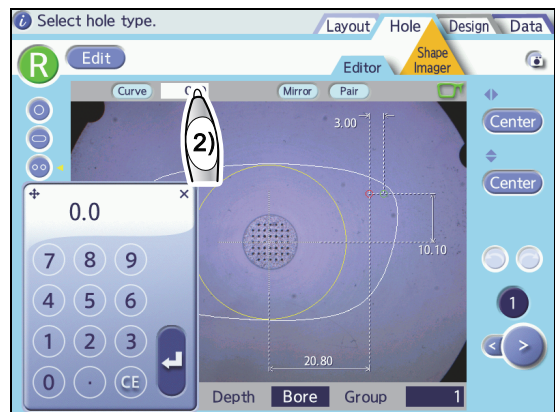 Select hole type.
Layout Hole Design Data
R Edit Editor Shape
Imager
Curve Mirror Pair
2)
3.00
Center
Center
0.0
10.10
7 8 9
4 5 6
1 2 3
0 . CE
20.80
1
< >
Depth Bore Group 1